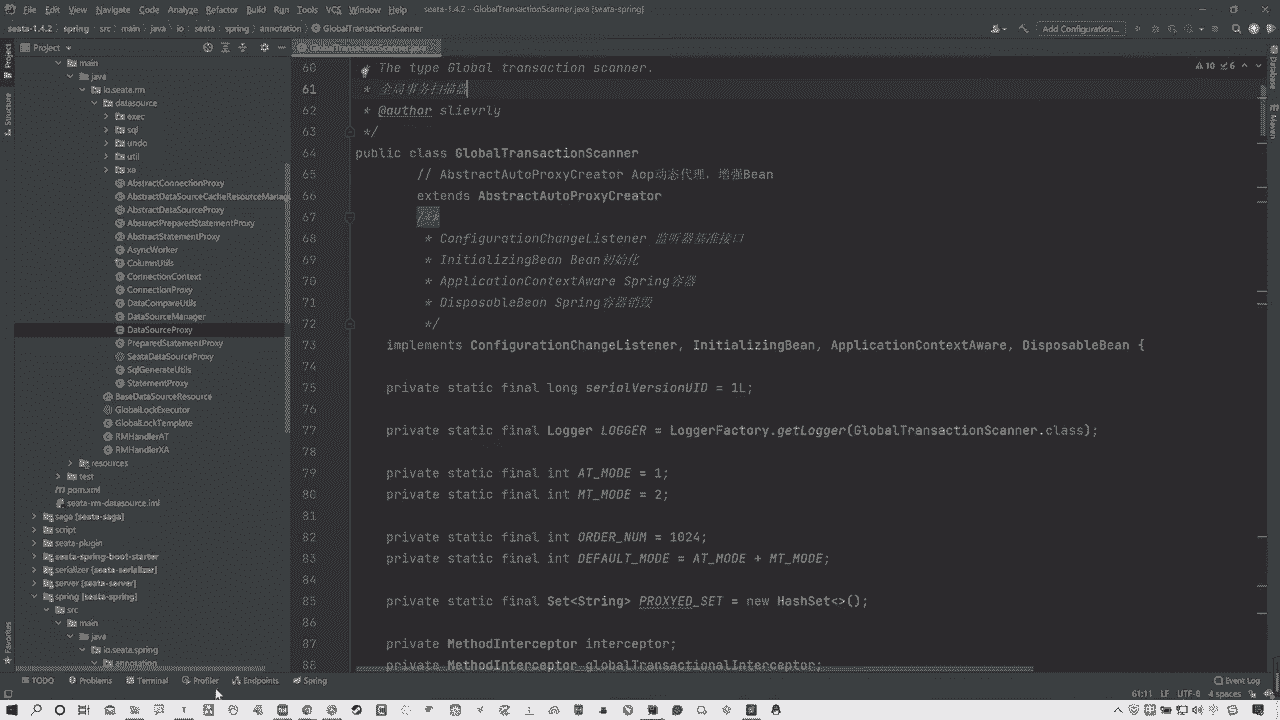 File Edit View Navigate Code Analyze Refactor Build Run Tools VCS Window Help seata-1.4.2 - GlobalTransactionScanner.java [seata-spring]
seata-1.4.2 spring src main java io seata spring annotation GlobalTransactionScanner
Add Configuration...
Project
GlobalTransactionScanner.java
main
java
io.seata.rm
datasource
exec
sql
undo
util
xa
AbstractConnectionProxy
AbstractDataSourceCacheResourceManag
AbstractDataSourceProxy
AbstractPreparedStatementProxy
AbstractStatementProxy
AsyncWorker
ColumnUtils
ConnectionContext
ConnectionProxy
DataCompareUtils
DataSourceManager
DataSourceProxy
PreparedStatementProxy
SeataDataSourceProxy
SqlGenerateUtils
StatementProxy
BaseDataSourceResource
GlobalLockExecutor
GlobalLockTemplate
RMHandlerAT
RMHandlerXA
resources
test
pom.xml
seata-rm-datasource.iml
saga [seata-saga]
script
seata-plugin
seata-spring-boot-starter
serializer [seata-serializer]
server [seata-server]
spring [seata-spring]
src
main
java
io.seata.spring
annotation
60 * The type Global transaction scanner.
61 * 全局事务扫描器
62 * @author slievrly
63 */
64 public class GlobalTransactionScanner
65 // AbstractAutoProxyCreator Aop动态代理，增强Bean
66 extends AbstractAutoProxyCreator
67 /**
68 * ConfigurationChangeListener 监听器基准接口
69 * InitializingBean Bean初始化
70 * ApplicationContextAware Spring容器
71 * DisposableBean Spring容器销毁
72 */
73 implements ConfigurationChangeListener, InitializingBean, ApplicationContextAware, DisposableBean {
74
75 private static final long serialVersionUID = 1L;
76
77 private static final Logger LOGGER = LoggerFactory.getLogger(GlobalTransactionScanner.class);
78
79 private static final int AT_MODE = 1;
80 private static final int MT_MODE = 2;
81
82 private static final int ORDER_NUM = 1024;
83 private static final int DEFAULT_MODE = AT_MODE + MT_MODE;
84
85 private static final Set<String> PROXYED_SET = new HashSet<>();
86
87 private MethodInterceptor interceptor;
88 private MethodInterceptor globalTransactionalInterceptor;
10 6
Project
Structure
Favorites
Database
Maven
TODO Problems Terminal Profiler Endpoints Spring Event Log
61:11 LF UTF-8 4 spaces